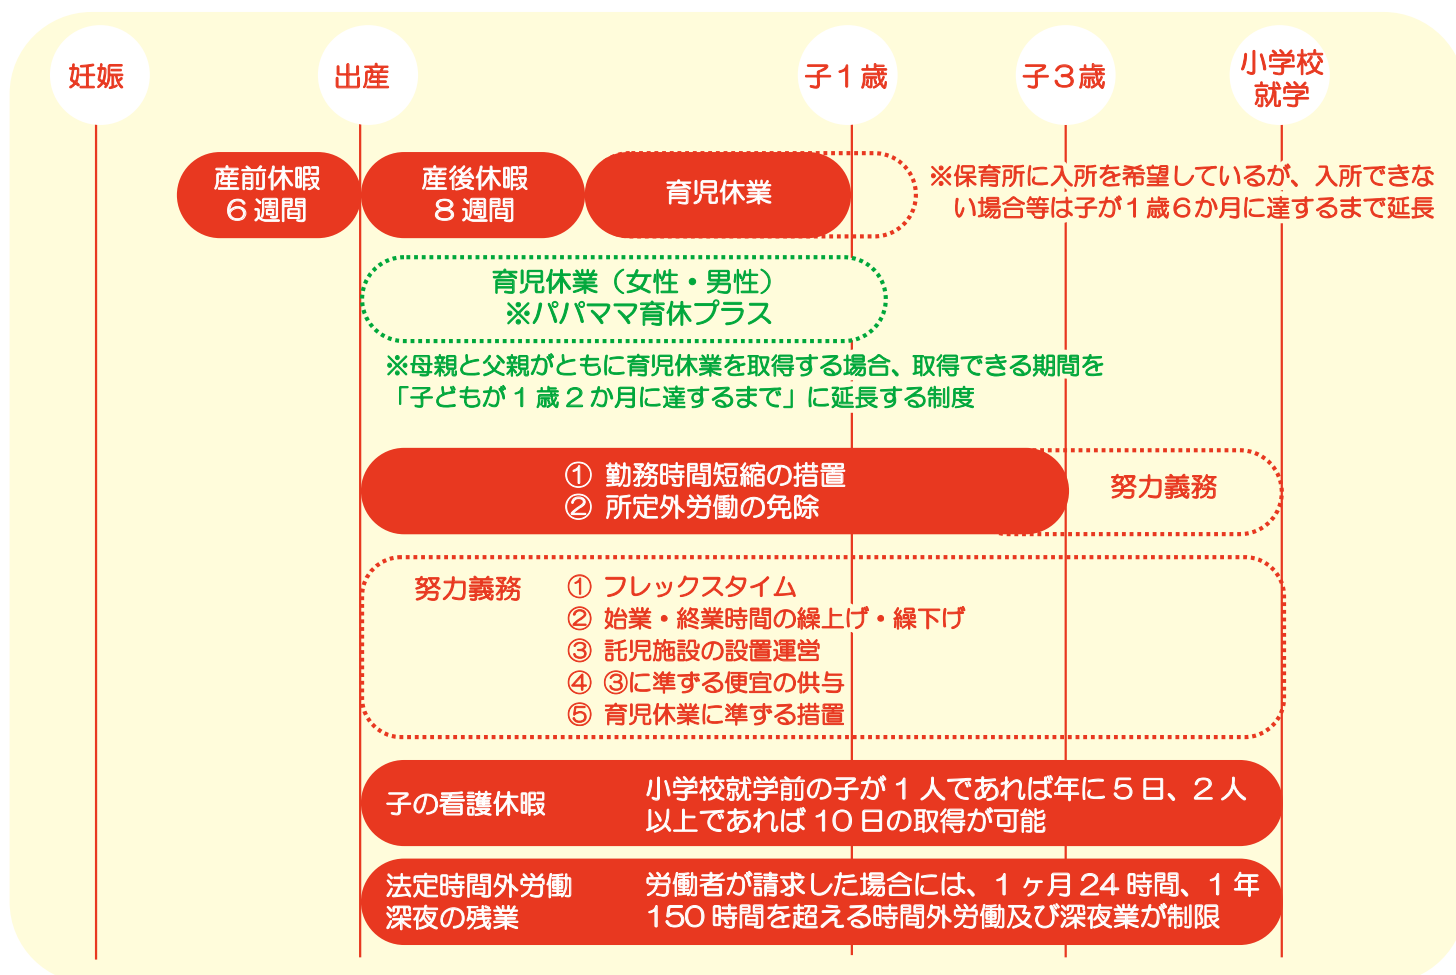 妊娠
出産
子1歳
子3歳
小学校
就学
産前休暇
6週間
産後休暇
8週間
育児休業
※保育所に入所を希望しているが、入所できな
い場合等は子が1歳6か月に達するまで延長
育児休業（女性・男性）
※パパママ育休プラス
※母親と父親がともに育児休業を取得する場合、取得できる期間を
「子どもが1歳2か月に達するまで」に延長する制度
① 勤務時間短縮の措置
② 所定外労働の免除
努力義務
努力義務
① フレックスタイム
② 始業・終業時間の繰上げ・繰下げ
③ 託児施設の設置運営
④ ③に準ずる便宜の供与
⑤ 育児休業に準ずる措置
子の看護休暇
小学校就学前の子が1人であれば年に5日、2人
以上であれば10日の取得が可能
法定時間外労働
深夜の残業
労働者が請求した場合には、1ヶ月24時間、1年
150時間を超える時間外労働及び深夜業が制限